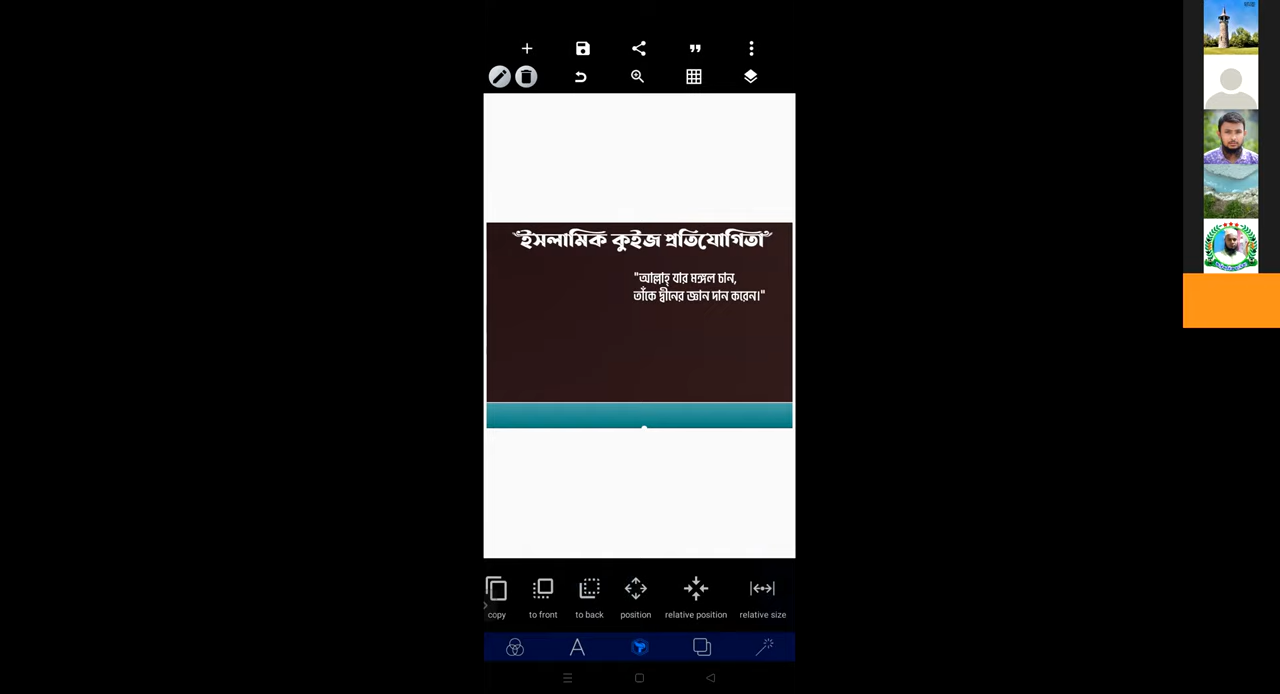 ইসলামিক কুইজ প্রতিযোগিতা
"আল্লাহ্ যার মঙ্গল চান,
তাঁকে দ্বীনের জ্ঞান দান করেন।"
copy
to front
to back
position
relative position
relative size